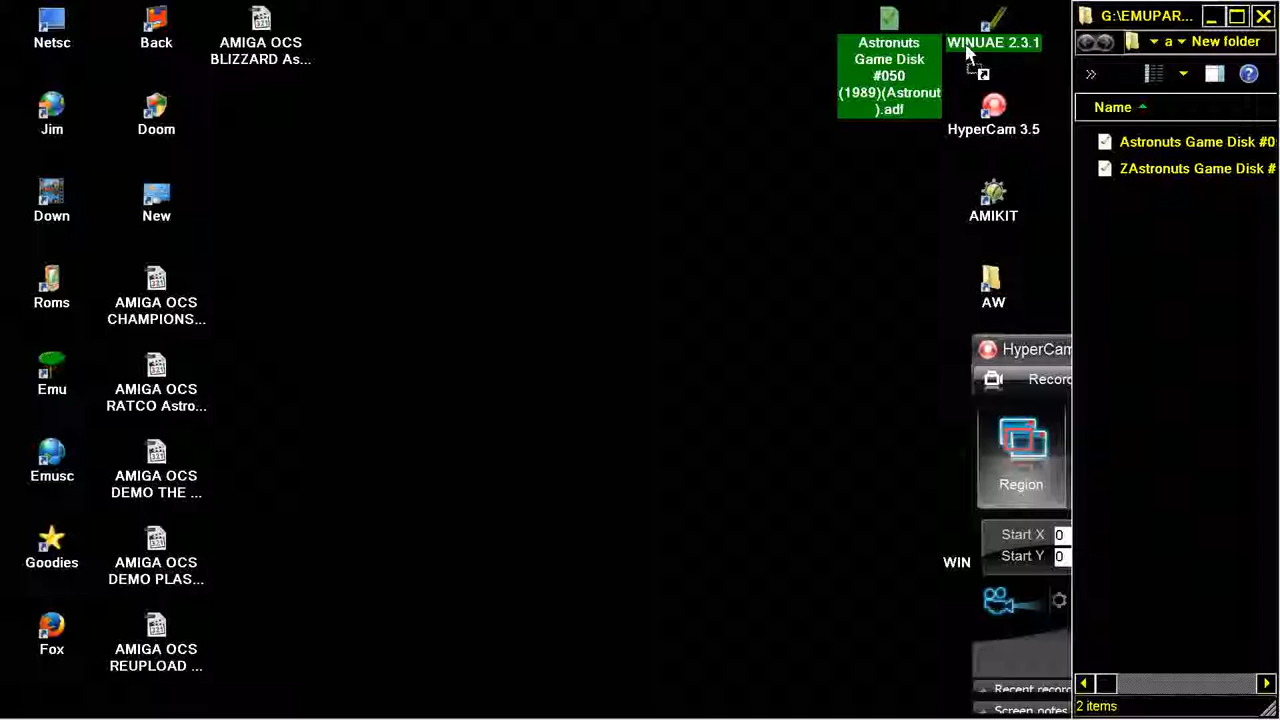 Netsc
Back
AMIGA OCS
BLIZZARD As...
Jim
Doom
Down
New
Roms
AMIGA OCS
CHAMPIONS...
Emu
AMIGA OCS
RATCO Astro...
Emusc
AMIGA OCS
DEMO THE ...
Goodies
AMIGA OCS
DEMO PLAS...
Fox
AMIGA OCS
REUPLOAD ...
Astronuts
Game Disk
#050
(1989)(Astronut
).adf
WINUAE 2.3.1
HyperCam 3.5
AMIKIT
AW
WIN
HyperCam
Record
Region
Start X 0
Start Y 0
Recent recor
Screen notes
G:\EMUPAR...
a New folder
»
Name
Astronuts Game Disk #0
ZAstronuts Game Disk #
2 items